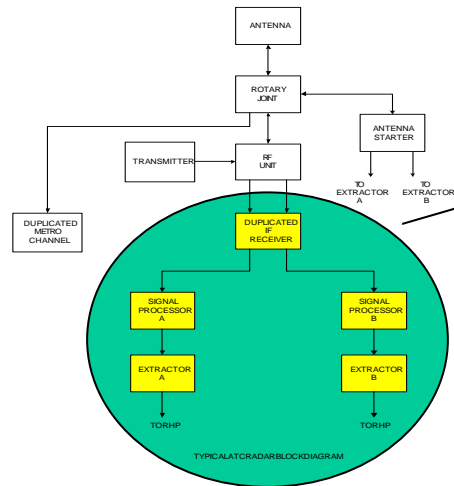 ANTENNA
ROTARY
JOINT
ANTENNA
STARTER
TRANSMITTER
RF
UNIT
TO
EXTRACTOR
A
TO
EXTRACTOR
B
DUPLICATED
METRO
CHANNEL
DUPLICATED
IF
RECEIVER
SIGNAL
PROCESSOR
A
SIGNAL
PROCESSOR
B
EXTRACTOR
A
EXTRACTOR
B
TORHP
TORHP
TYPICALATCRADARBLOCKDIAGRAM